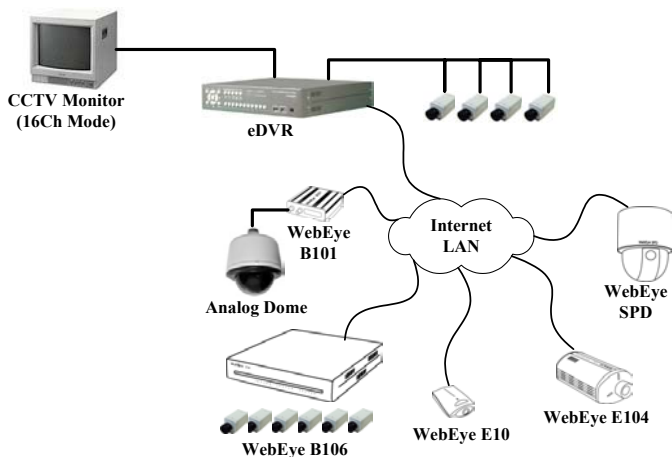 CCTV Monitor
(16Ch Mode)
eDVR
WebEye
B101
Internet
LAN
WebEye
SPD
Analog Dome
WebEye B106
WebEye E10
WebEye E104